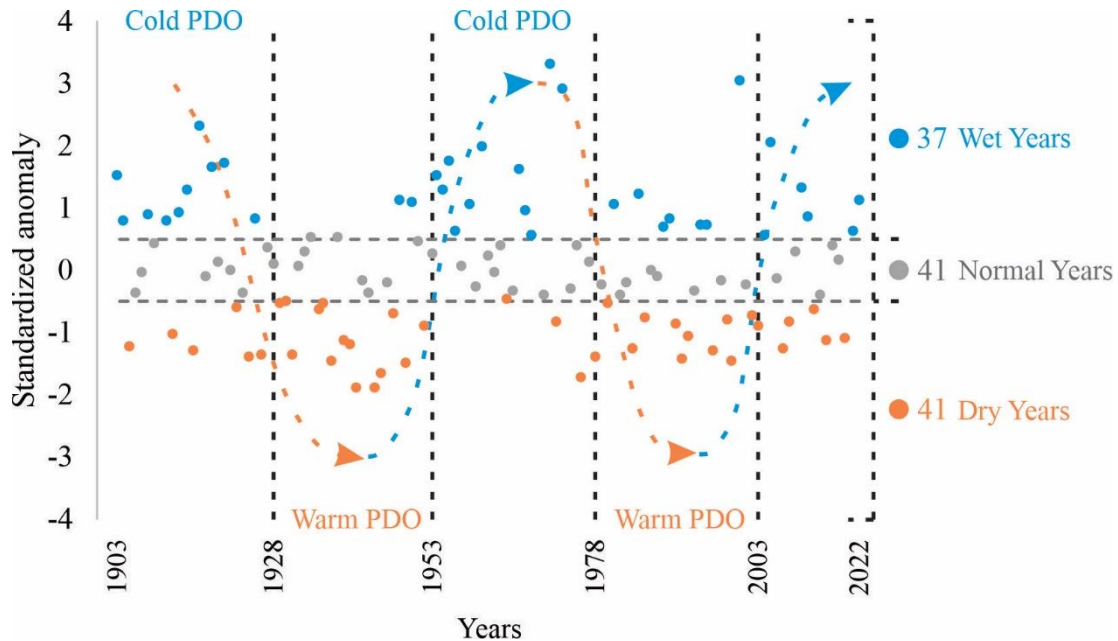 Cold PDO
Cold PDO
4
3
2
1
0
-1
-2
-3
-4
Standardized anomaly
37 Wet Years
41 Normal Years
41 Dry Years
Warm PDO
Warm PDO
1903
1928
1953
1978
2003
2022
Years